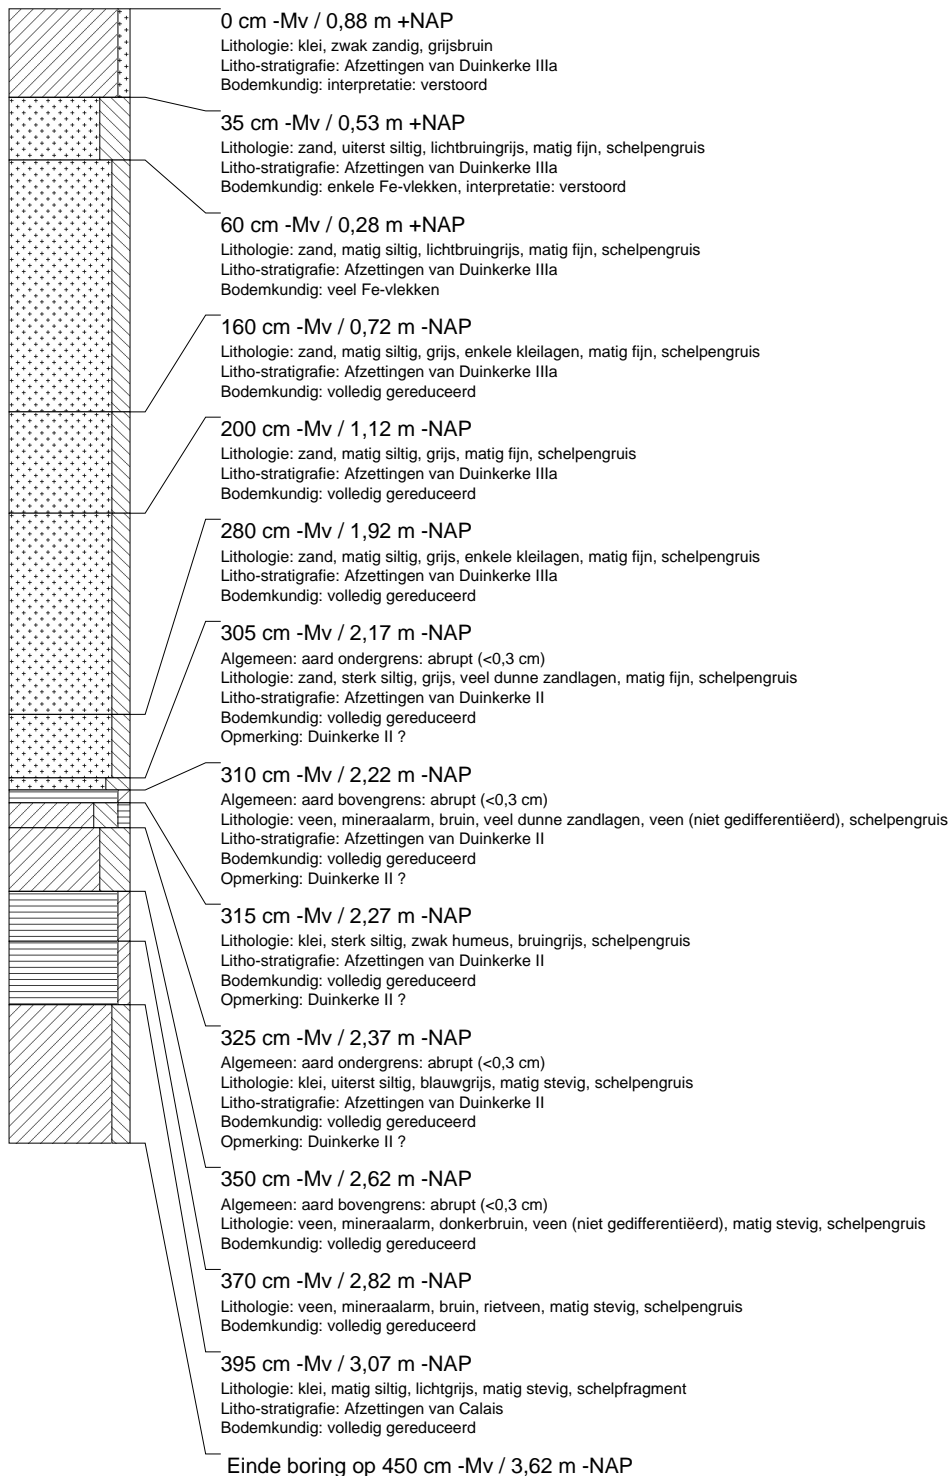 0 cm -Mv / 0,88 m +NAP
Lithologie: klei, zwak zandig, grijsbruin
Litho-stratigrafie: Afzettingen van Duinkerke IIIa
Bodemkundig: interpretatie: verstoord
35 cm -Mv / 0,53 m +NAP
Lithologie: zand, uiterst siltig, lichtbruingrijs, matig fijn, schelpengruis
Litho-stratigrafie: Afzettingen van Duinkerke IIIa
Bodemkundig: enkele Fe-vlekken, interpretatie: verstoord
60 cm -Mv / 0,28 m +NAP
Lithologie: zand, matig siltig, lichtbruingrijs, matig fijn, schelpengruis
Litho-stratigrafie: Afzettingen van Duinkerke IIIa
Bodemkundig: veel Fe-vlekken
160 cm -Mv / 0,72 m -NAP
Lithologie: zand, matig siltig, grijs, enkele kleilagen, matig fijn, schelpengruis
Litho-stratigrafie: Afzettingen van Duinkerke IIIa
Bodemkundig: volledig gereduceerd
200 cm -Mv / 1,12 m -NAP
Lithologie: zand, matig siltig, grijs, matig fijn, schelpengruis
Litho-stratigrafie: Afzettingen van Duinkerke IIIa
Bodemkundig: volledig gereduceerd
280 cm -Mv / 1,92 m -NAP
Lithologie: zand, matig siltig, grijs, enkele kleilagen, matig fijn, schelpengruis
Litho-stratigrafie: Afzettingen van Duinkerke IIIa
Bodemkundig: volledig gereduceerd
305 cm -Mv / 2,17 m -NAP
Algemeen: aard ondergrens: abrupt (<0,3 cm)
Lithologie: zand, sterk siltig, grijs, veel dunne zandlagen, matig fijn, schelpengruis
Litho-stratigrafie: Afzettingen van Duinkerke II
Bodemkundig: volledig gereduceerd
Opmerking: Duinkerke II ?
310 cm -Mv / 2,22 m -NAP
Algemeen: aard bovengrens: abrupt (<0,3 cm)
Lithologie: veen, mineraalarm, bruin, veel dunne zandlagen, veen (niet gedifferentiëerd), schelpengruis
Litho-stratigrafie: Afzettingen van Duinkerke II
Bodemkundig: volledig gereduceerd
Opmerking: Duinkerke II ?
315 cm -Mv / 2,27 m -NAP
Lithologie: klei, sterk siltig, zwak humeus, bruingrijs, schelpengruis
Litho-stratigrafie: Afzettingen van Duinkerke II
Bodemkundig: volledig gereduceerd
Opmerking: Duinkerke II ?
325 cm -Mv / 2,37 m -NAP
Algemeen: aard ondergrens: abrupt (<0,3 cm)
Lithologie: klei, uiterst siltig, blauwgrijs, matig stevig, schelpengruis
Litho-stratigrafie: Afzettingen van Duinkerke II
Bodemkundig: volledig gereduceerd
Opmerking: Duinkerke II ?
350 cm -Mv / 2,62 m -NAP
Algemeen: aard bovengrens: abrupt (<0,3 cm)
Lithologie: veen, mineraalarm, donkerbruin, veen (niet gedifferentiëerd), matig stevig, schelpengruis
Bodemkundig: volledig gereduceerd
370 cm -Mv / 2,82 m -NAP
Lithologie: veen, mineraalarm, bruin, rietveen, matig stevig, schelpengruis
Bodemkundig: volledig gereduceerd
395 cm -Mv / 3,07 m -NAP
Lithologie: klei, matig siltig, lichtgrijs, matig stevig, schelpfragment
Litho-stratigrafie: Afzettingen van Calais
Bodemkundig: volledig gereduceerd
Einde boring op 450 cm -Mv / 3,62 m -NAP